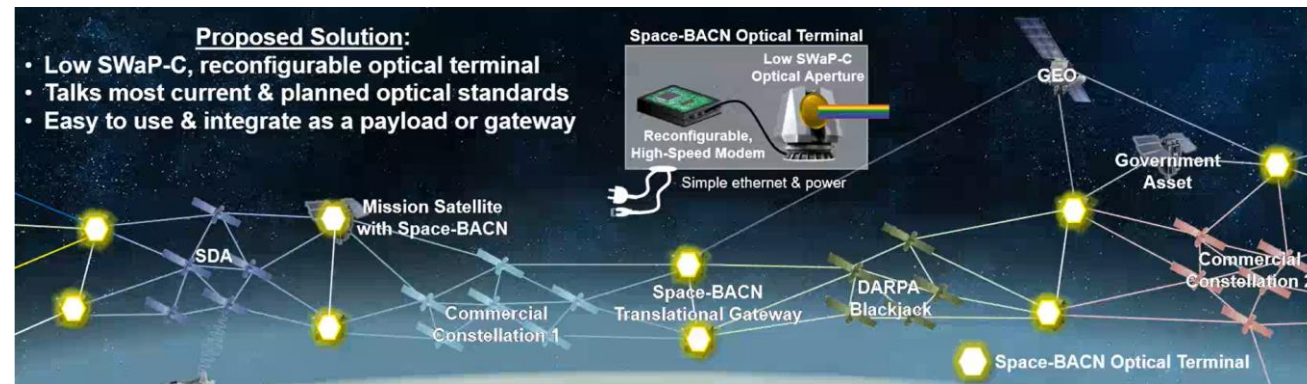 Proposed Solution:
• Low SWaP-C, reconfigurable optical terminal
• Talks most current & planned optical standards
• Easy to use & integrate as a payload or gateway
Space-BACN Optical Terminal
Low SWaP-C
Optical Aperture
Reconfigurable,
High-Speed Modem
Simple ethernet & power
GEO
Government
Asset
Mission Satellite
with Space-BACN
SDA
Commercial
Constellation 1
Space-BACN
Translational Gateway
DARPA
Blackjack
Commercial
Constellation 2
Space-BACN Optical Terminal